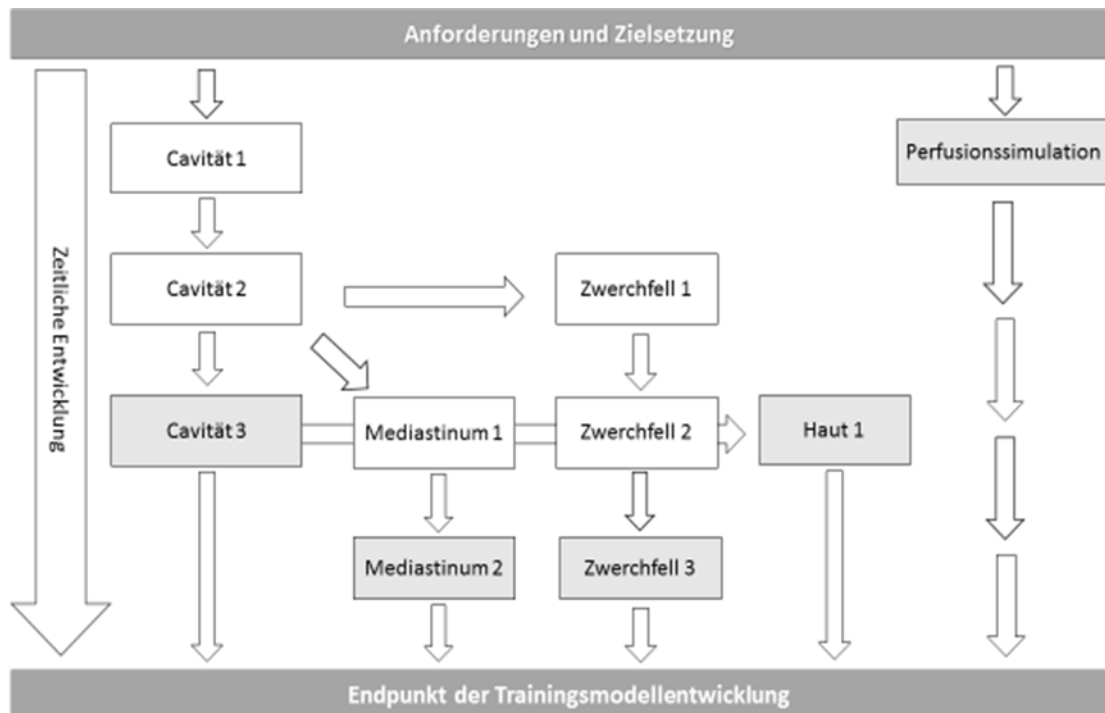 Anforderungen und Zielsetzung
Zeitliche Entwicklung
Cavität 1
Perfusionssimulation
Cavität 2
Zwerchfell 1
Cavität 3
Mediastinum 1
Zwerchfell 2
Haut 1
Mediastinum 2
Zwerchfell 3
Endpunkt der Trainingsmodellentwicklung